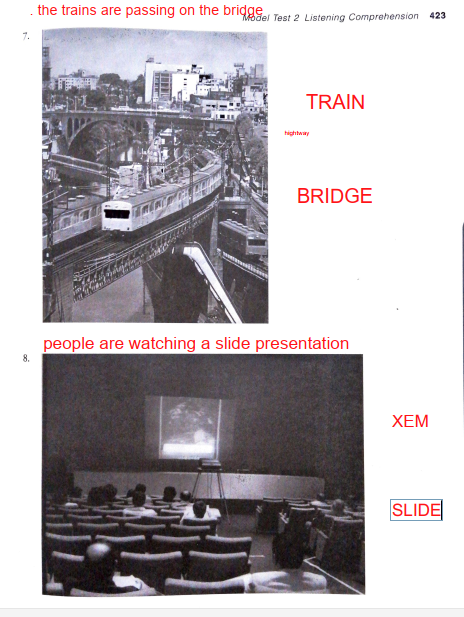 . the trains are passing on the bridge
Model Test 2 Listening Comprehension 423
7.
TRAIN
hightway
BRIDGE
people are watching a slide presentation
8.
XEM
SLIDE